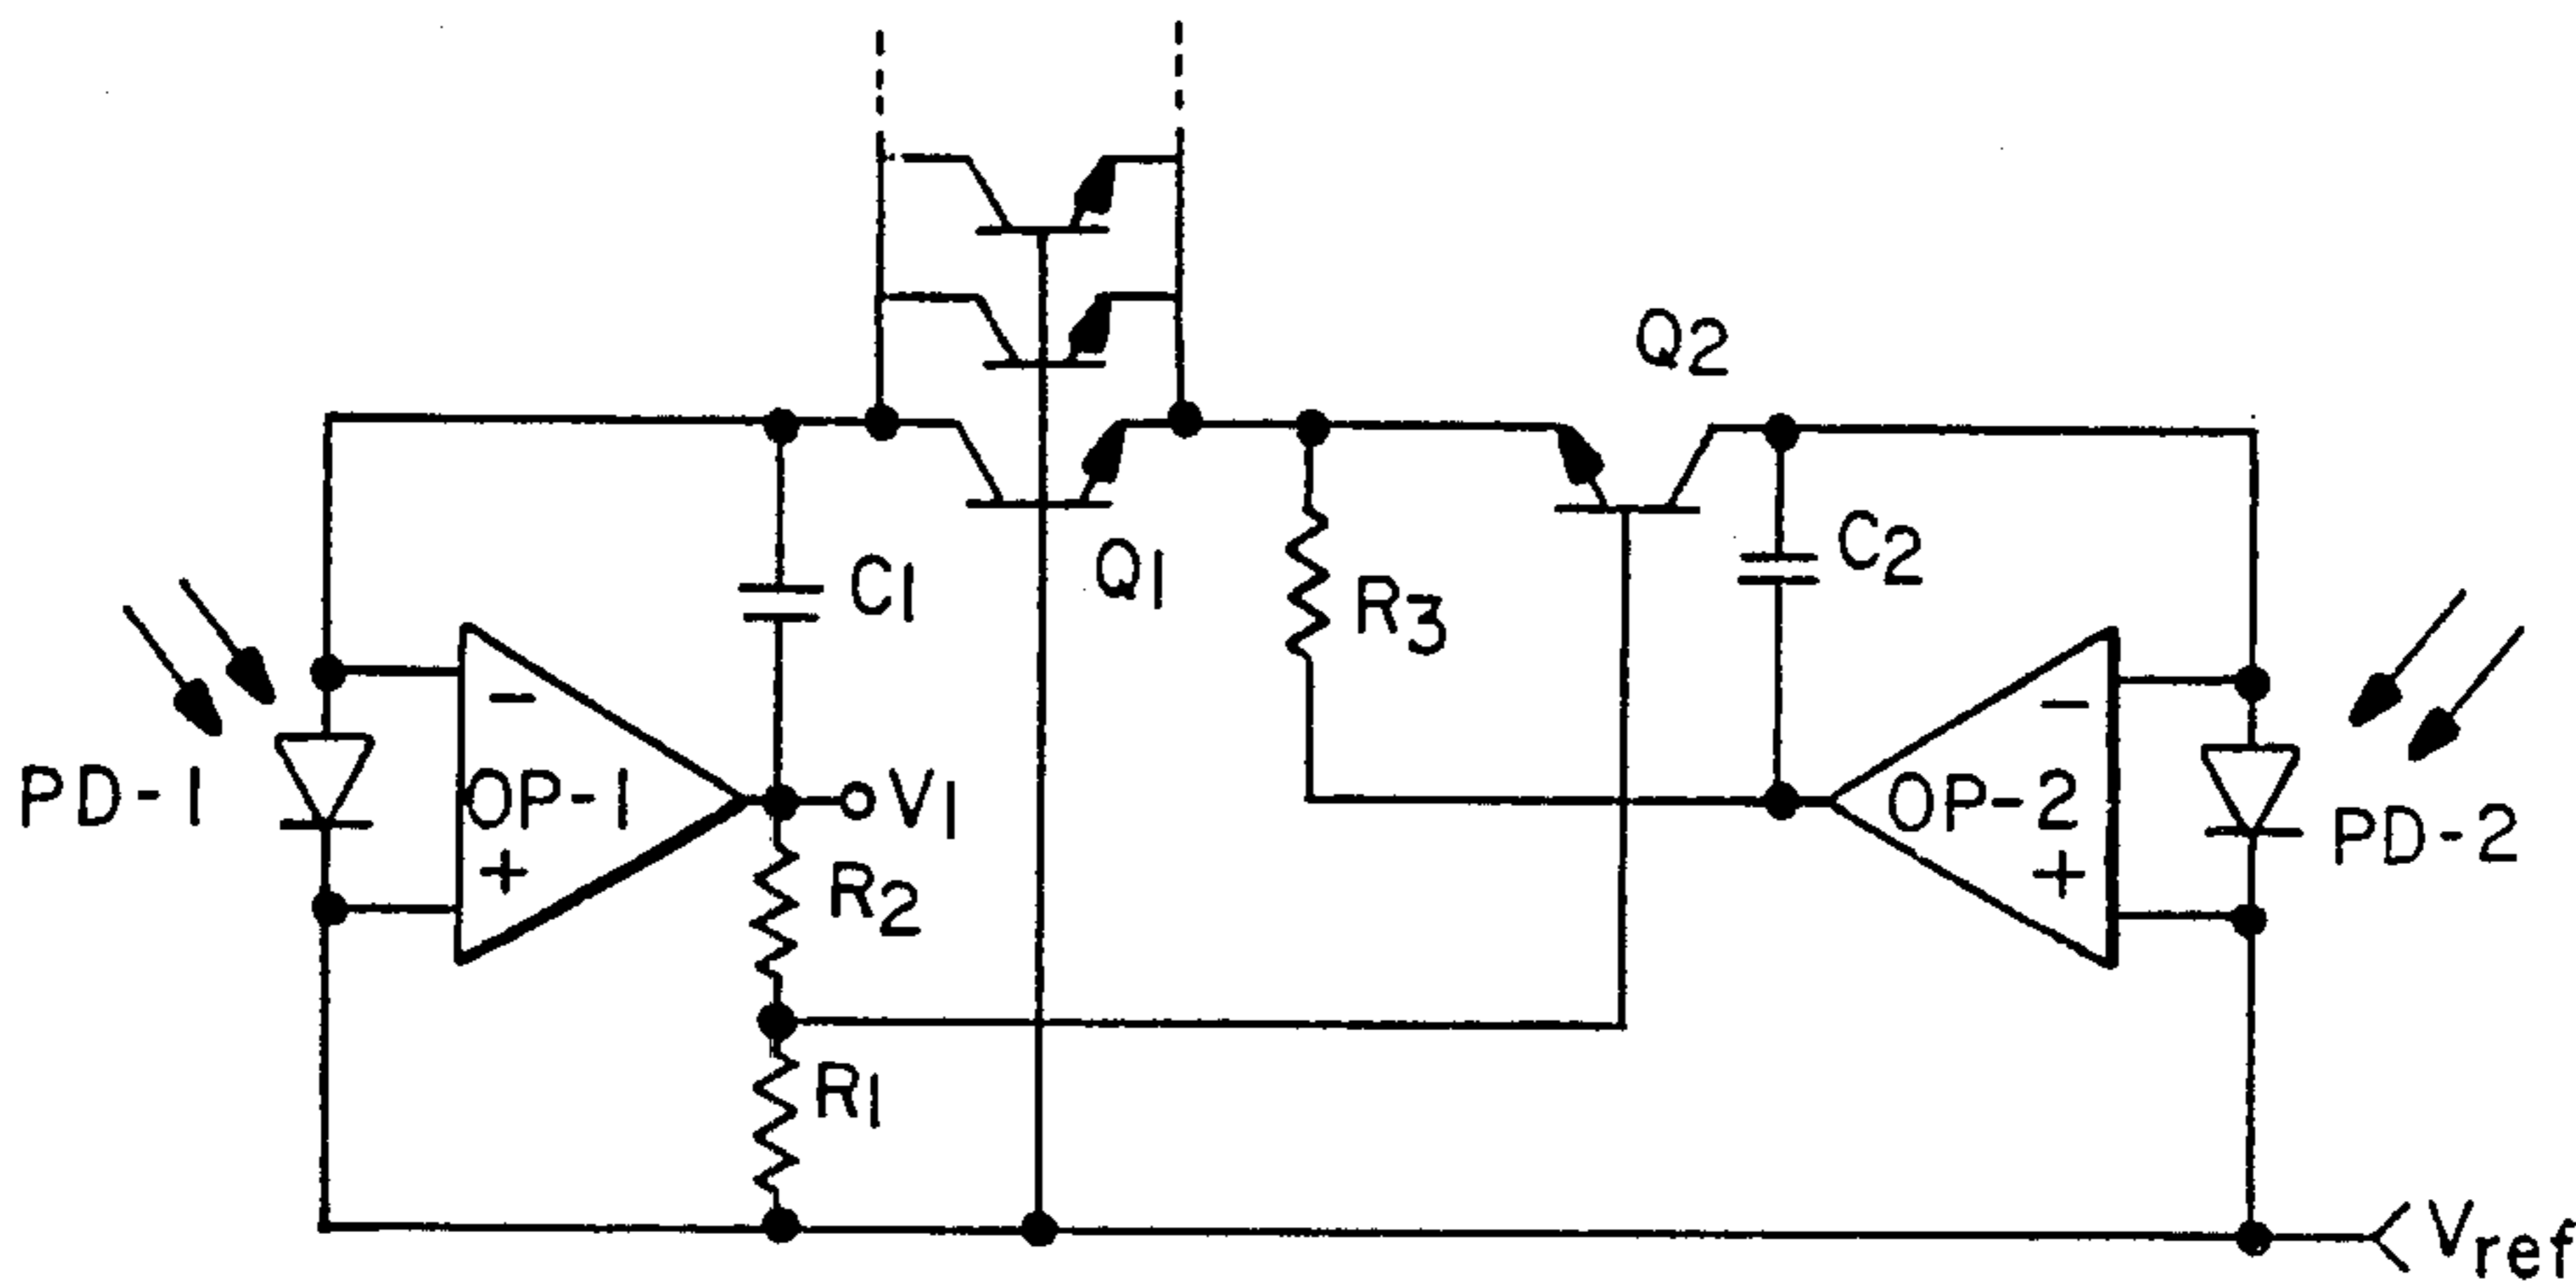 Q2
C1
Q1
R3
C2
−
OP-1
+
PD-1
V1
R2
−
OP-2
+
PD-2
R1
Vref